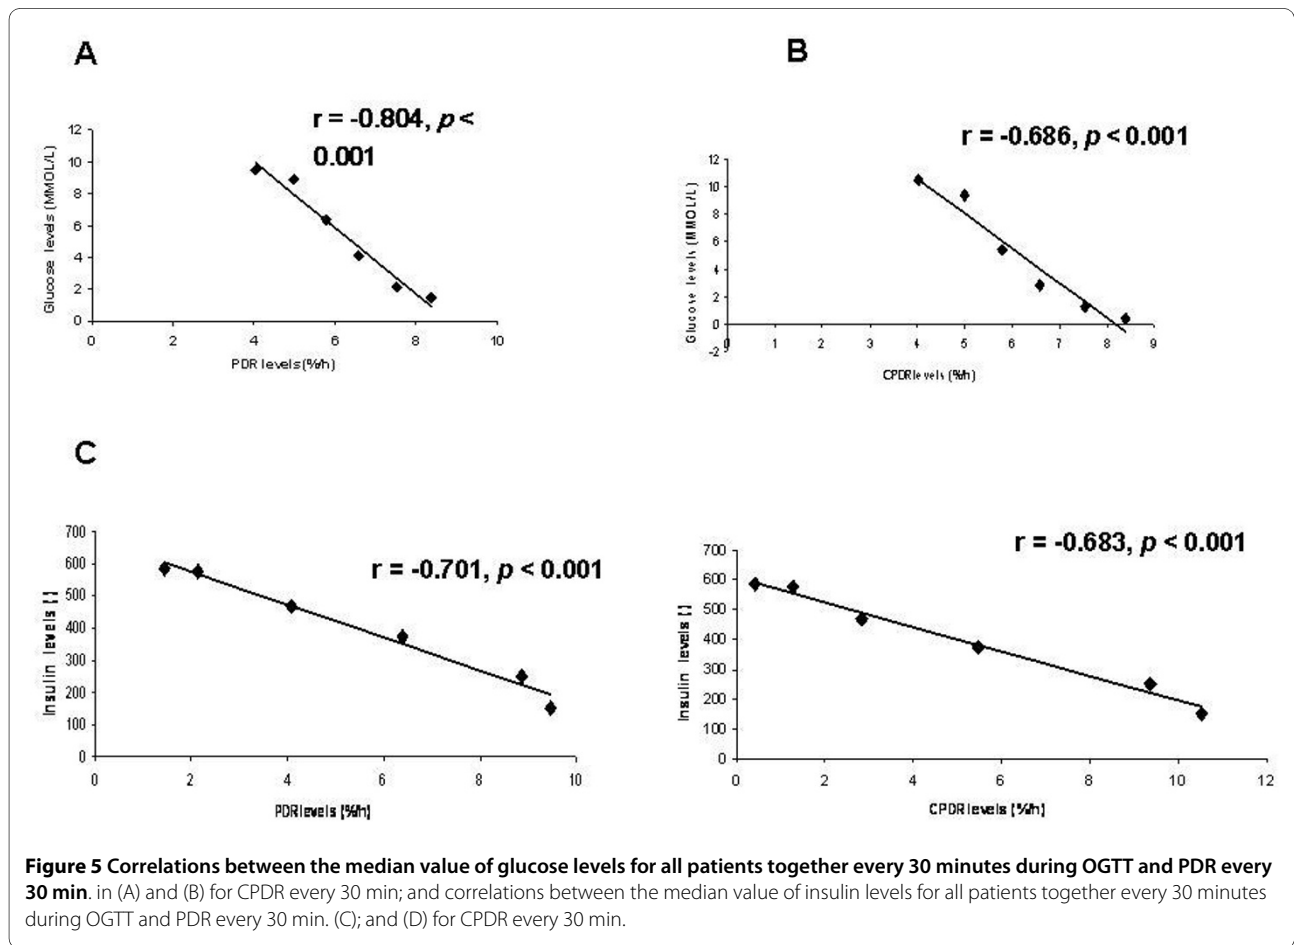 A
r = -0.804, p <
0.001
Glucose levels (MMOL/L)
12
10
8
6
4
2
0
0 2 4 6 8 10
PDR levels (%/h)
B
r = -0.686, p < 0.001
Glucose levels (MMOL/L)
12
10
8
6
4
2
0
-2
0 1 2 3 4 5 6 7 8 9
CPDR levels (%/h)
C
r = -0.701, p < 0.001
Insulin levels ( )
700
600
500
400
300
200
100
0
0 2 4 6 8 10
PDR levels (%/h)
r = -0.683, p < 0.001
Insulin levels ( )
700
600
500
400
300
200
100
0
0 2 4 6 8 10 12
CPDR levels (%/h)
Figure 5 Correlations between the median value of glucose levels for all patients together every 30 minutes during OGTT and PDR every
30 min. in (A) and (B) for CPDR every 30 min; and correlations between the median value of insulin levels for all patients together every 30 minutes
during OGTT and PDR every 30 min. (C); and (D) for CPDR every 30 min.